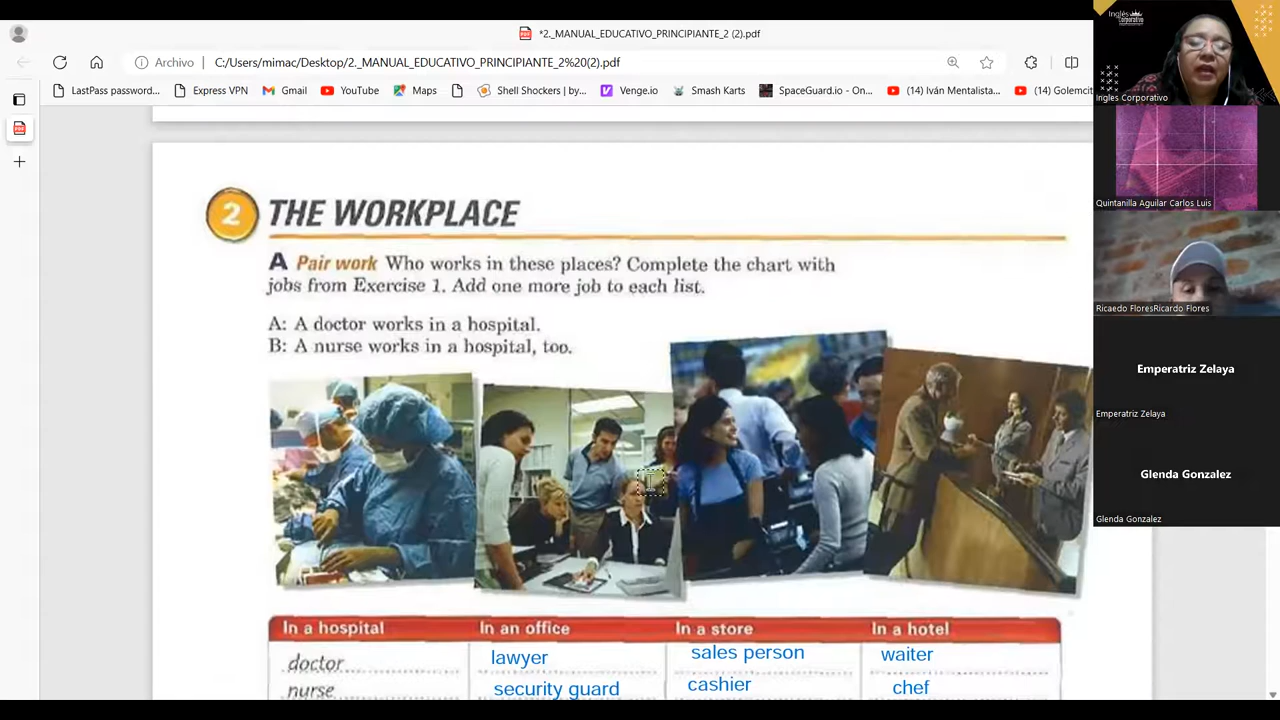 *2._MANUAL_EDUCATIVO_PRINCIPIANTE_2 (2).pdf
Archivo
C:/Users/mimac/Desktop/2._MANUAL_EDUCATIVO_PRINCIPIANTE_2%20(2).pdf
LastPass password...
Express VPN
Gmail
YouTube
Maps
Shell Shockers | by...
Venge.io
Smash Karts
SpaceGuard.io - On...
(14) Iván Mentalista...
(14) Golemcit
2 THE WORKPLACE
A Pair work Who works in these places? Complete the chart with
jobs from Exercise 1. Add one more job to each list.
A: A doctor works in a hospital.
B: A nurse works in a hospital, too.
In a hospital In an office In a store In a hotel
doctor lawyer sales person waiter
nurse security guard cashier chef
Inglés
Corporativo
Ingles Corporativo
Quintanilla Aguilar Carlos Luis
Ricaedo FloresRicardo Flores
Emperatriz Zelaya
Emperatriz Zelaya
Glenda Gonzalez
Glenda Gonzalez